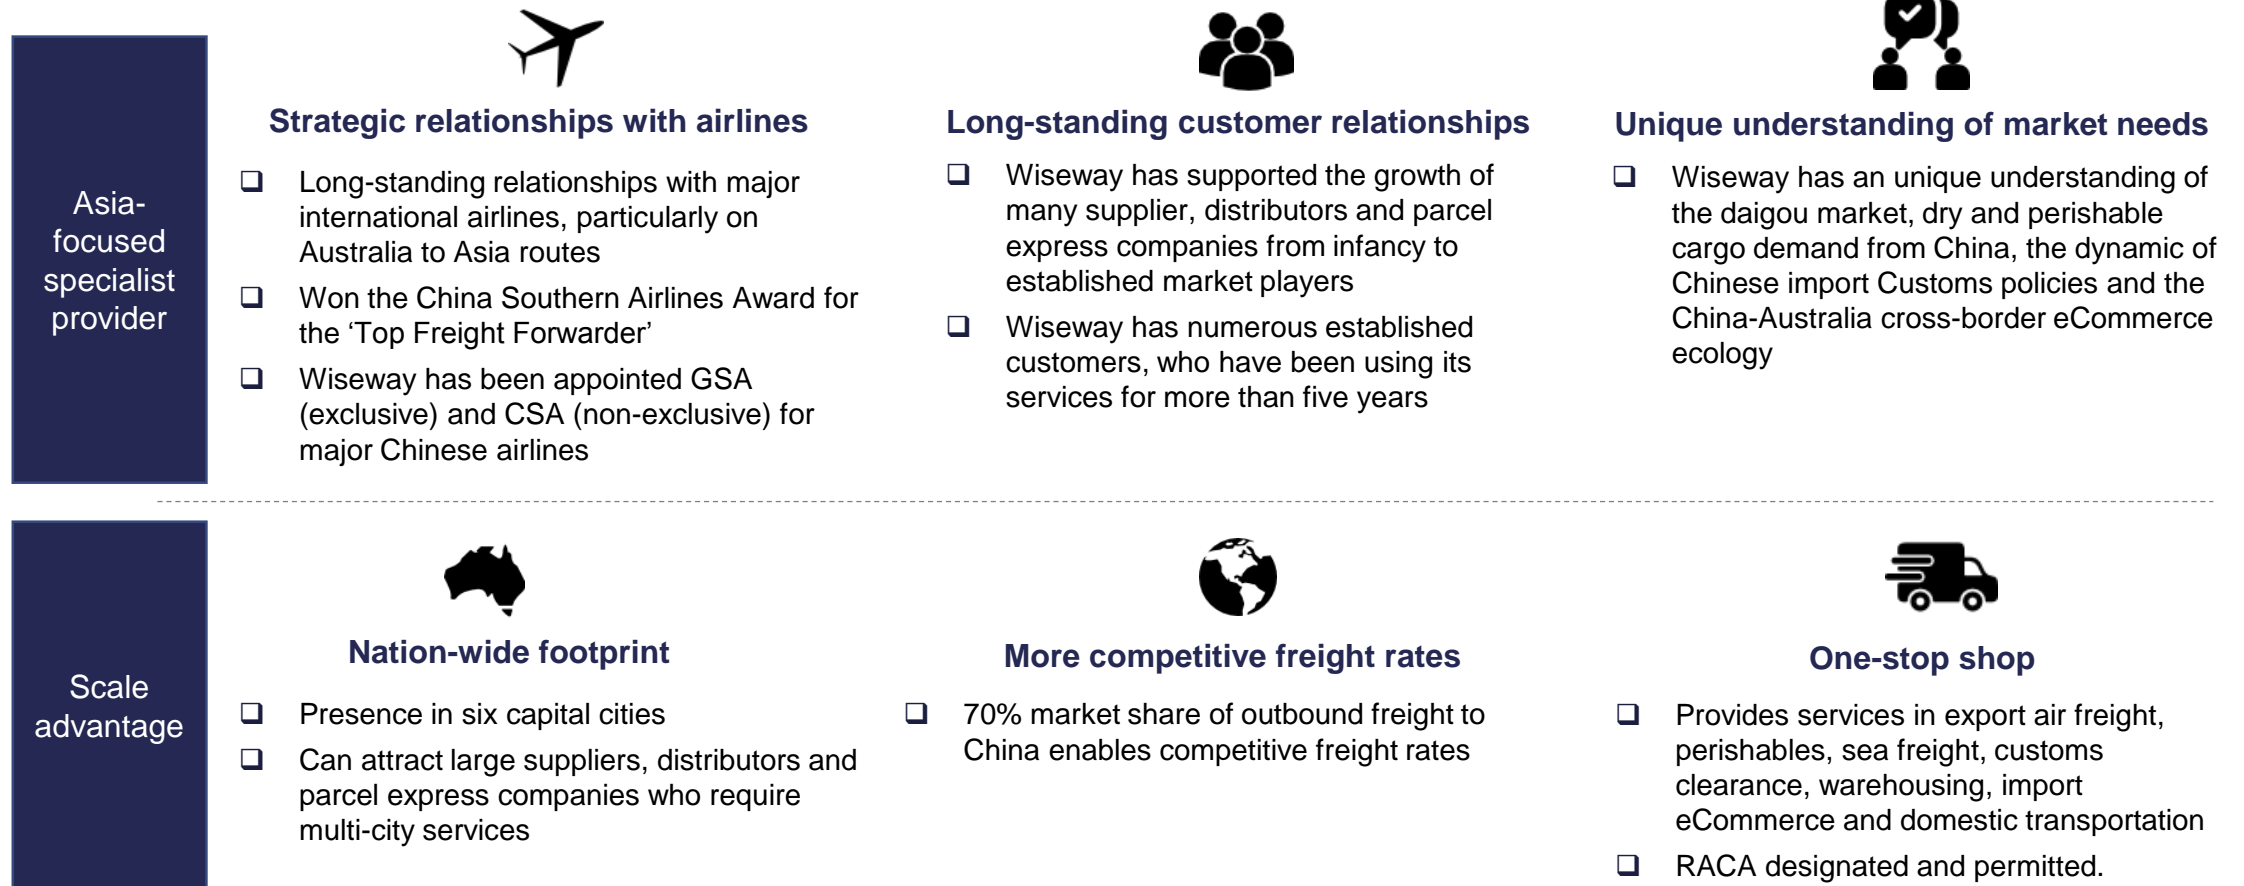 Asia-
focused
specialist
provider
Strategic relationships with airlines
❑ Long-standing relationships with major
international airlines, particularly on
Australia to Asia routes
❑ Won the China Southern Airlines Award for
the ‘Top Freight Forwarder’
❑ Wiseway has been appointed GSA
(exclusive) and CSA (non-exclusive) for
major Chinese airlines
Long-standing customer relationships
❑ Wiseway has supported the growth of
many supplier, distributors and parcel
express companies from infancy to
established market players
❑ Wiseway has numerous established
customers, who have been using its
services for more than five years
Unique understanding of market needs
❑ Wiseway has an unique understanding of
the daigou market, dry and perishable
cargo demand from China, the dynamic of
Chinese import Customs policies and the
China-Australia cross-border eCommerce
ecology
Scale
advantage
Nation-wide footprint
❑ Presence in six capital cities
❑ Can attract large suppliers, distributors and
parcel express companies who require
multi-city services
More competitive freight rates
❑ 70% market share of outbound freight to
China enables competitive freight rates
One-stop shop
❑ Provides services in export air freight,
perishables, sea freight, customs
clearance, warehousing, import
eCommerce and domestic transportation
❑ RACA designated and permitted.